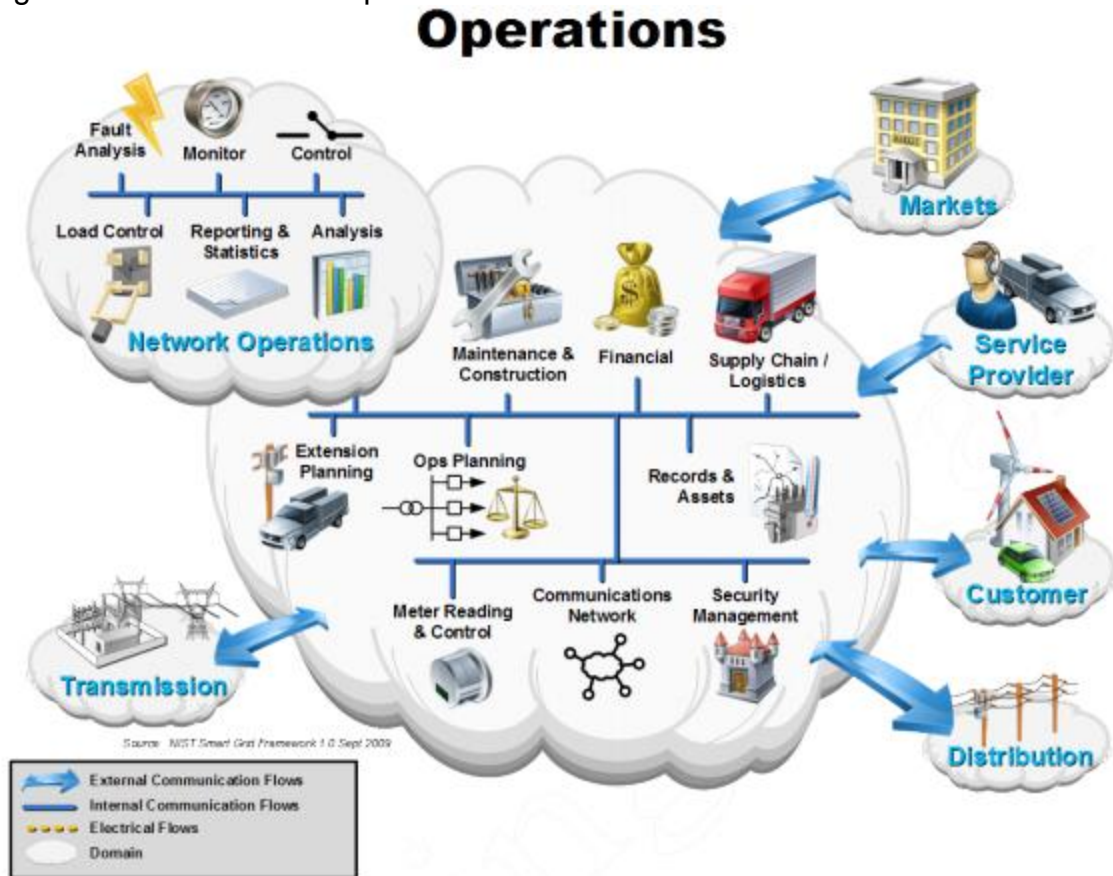 Operations
Fault
Analysis
Monitor
Control
Load Control
Reporting &
Statistics
Analysis
Network Operations
Maintenance &
Construction
Financial
Supply Chain /
Logistics
Extension
Planning
Ops Planning
Records &
Assets
Meter Reading
& Control
Communications
Network
Security
Management
Markets
Service
Provider
Customer
Distribution
Transmission
Source: NIST Smart Grid Framework 1.0 Sept 2009
External Communication Flows
Internal Communication Flows
Electrical Flows
Domain